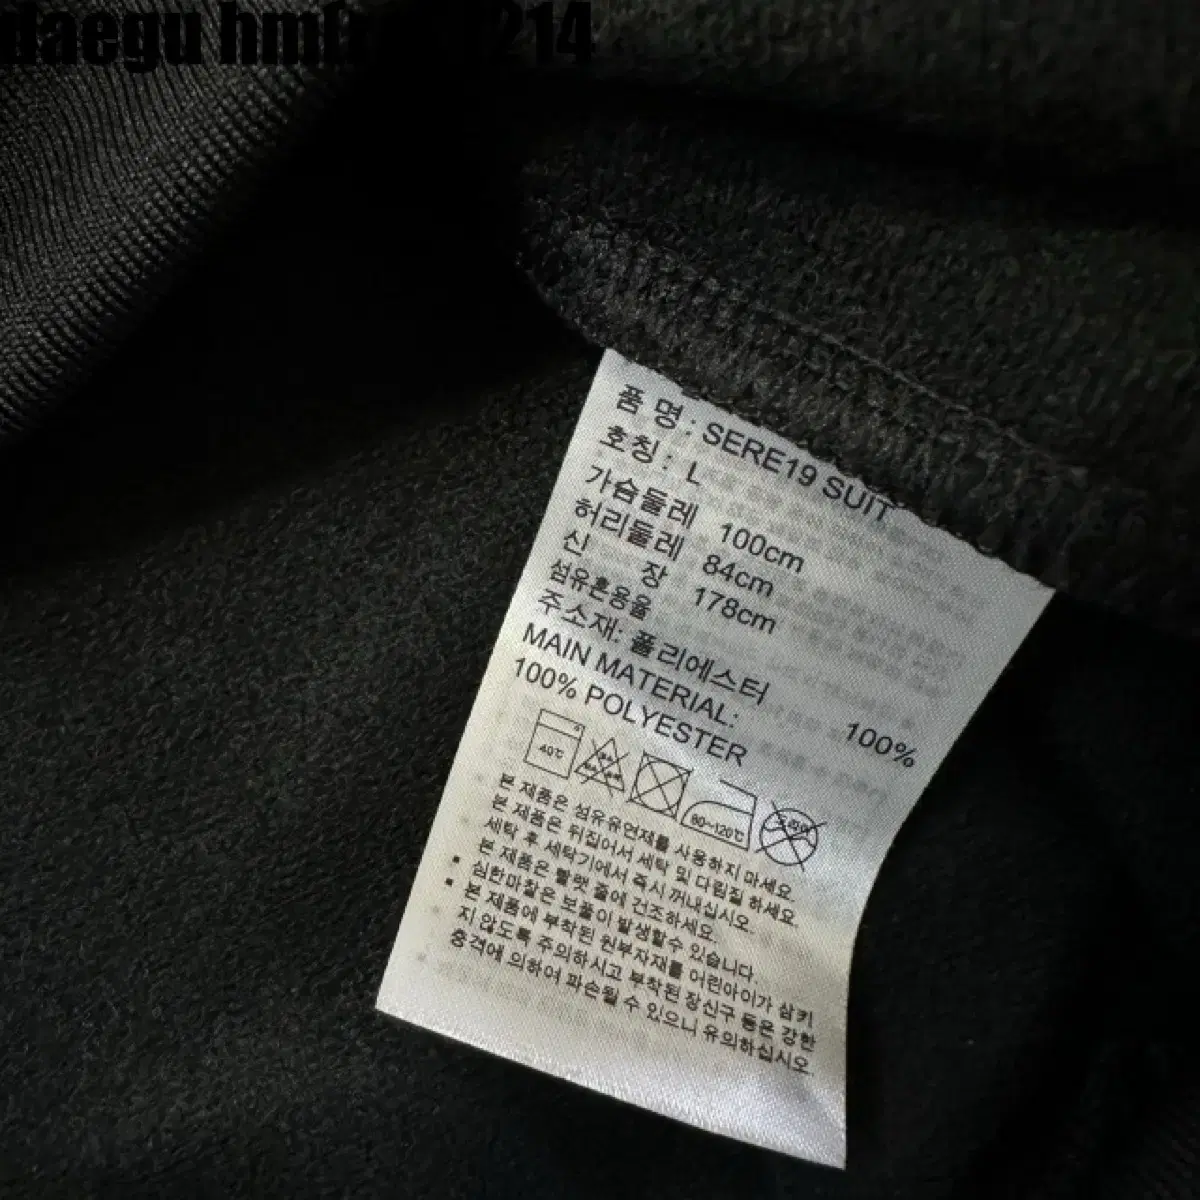 daegu hmf 214
품 명 : SERE19 SUIT
호칭 : L
가슴둘레 100cm
허리둘레 84cm
신 장 178cm
섬유혼용율
주소재: 폴리에스터 100%
MAIN MATERIAL:
100% POLYESTER
40℃
80~120℃
드라이
본 제품은 섬유유연제를 사용하지 마세요.
본 제품은 뒤집어서 세탁 및 다림질 하세요.
세탁 후 세탁기에서 즉시 꺼내십시오.
본 제품은 빨랫 줄에 건조하세요.
심한마찰은 보풀이 발생할수 있습니다.
본 제품에 부착된 원부자재를 어린아이가 삼키
지 않도록 주의하시고 부착된 장신구 등은 강한
충격에 의하여 파손될 수 있으니 유의하십시오.